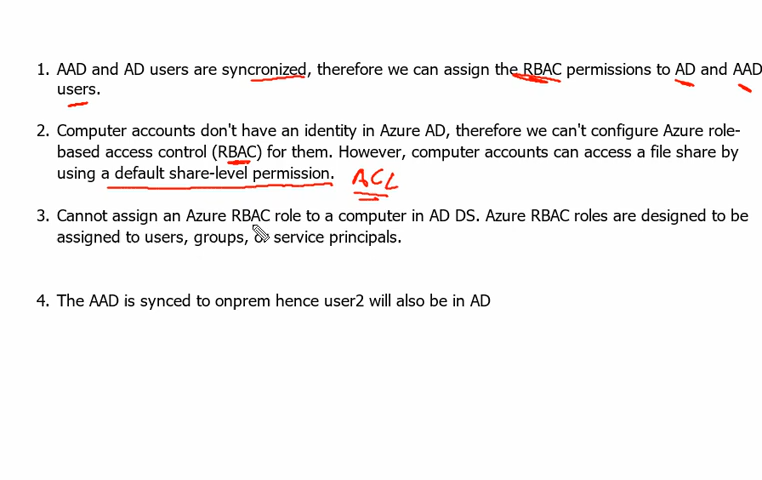 1. AAD and AD users are syncronized, therefore we can assign the RBAC permissions to AD and AAD
users.
2. Computer accounts don't have an identity in Azure AD, therefore we can't configure Azure role-
based access control (RBAC) for them. However, computer accounts can access a file share by
using a default share-level permission. ACL
3. Cannot assign an Azure RBAC role to a computer in AD DS. Azure RBAC roles are designed to be
assigned to users, groups, service principals.
4. The AAD is synced to onprem hence user2 will also be in AD